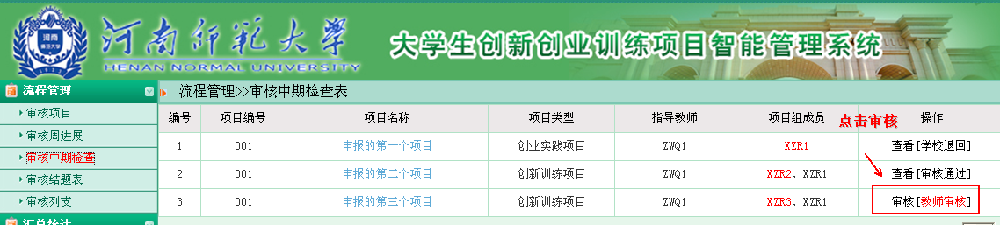 河南师范大学
HENAN NORMAL UNIVERSITY
大学生创新创业训练项目智能管理系统
流程管理
审核项目
审核周进展
审核中期检查
审核结题表
审核列支
汇总统计
流程管理>>审核中期检查表
编号 项目编号 项目名称 项目类型 指导教师 项目组成员 操作
点击审核
1 001 申报的第一个项目 创业实践项目 ZWQ1 XZR1 查看[学校退回]
2 001 申报的第二个项目 创新训练项目 ZWQ1 XZR2、XZR1 查看[审核通过]
3 001 申报的第三个项目 创新训练项目 ZWQ1 XZR3、XZR1 审核[教师审核]